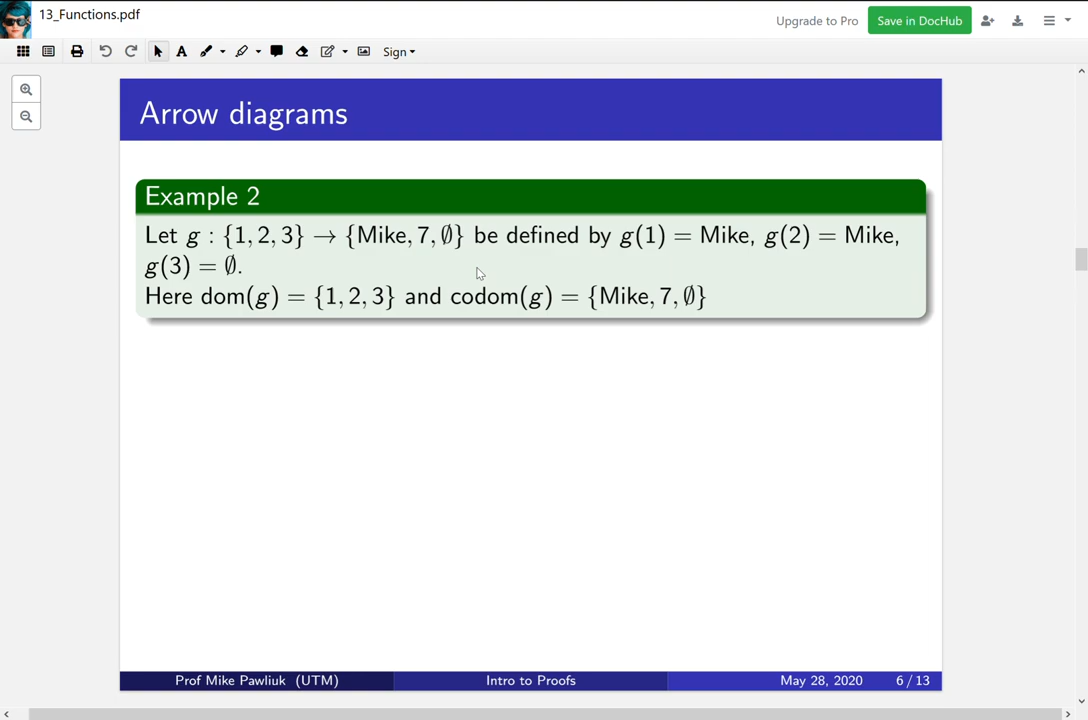 13_Functions.pdf
Upgrade to Pro
Save in DocHub
A
Sign
Arrow diagrams
Example 2
Let g : {1, 2, 3} → {Mike, 7, ∅} be defined by g(1) = Mike, g(2) = Mike,
g(3) = ∅.
Here dom(g) = {1, 2, 3} and codom(g) = {Mike, 7, ∅}
Prof Mike Pawliuk (UTM)
Intro to Proofs
May 28, 2020
6 / 13